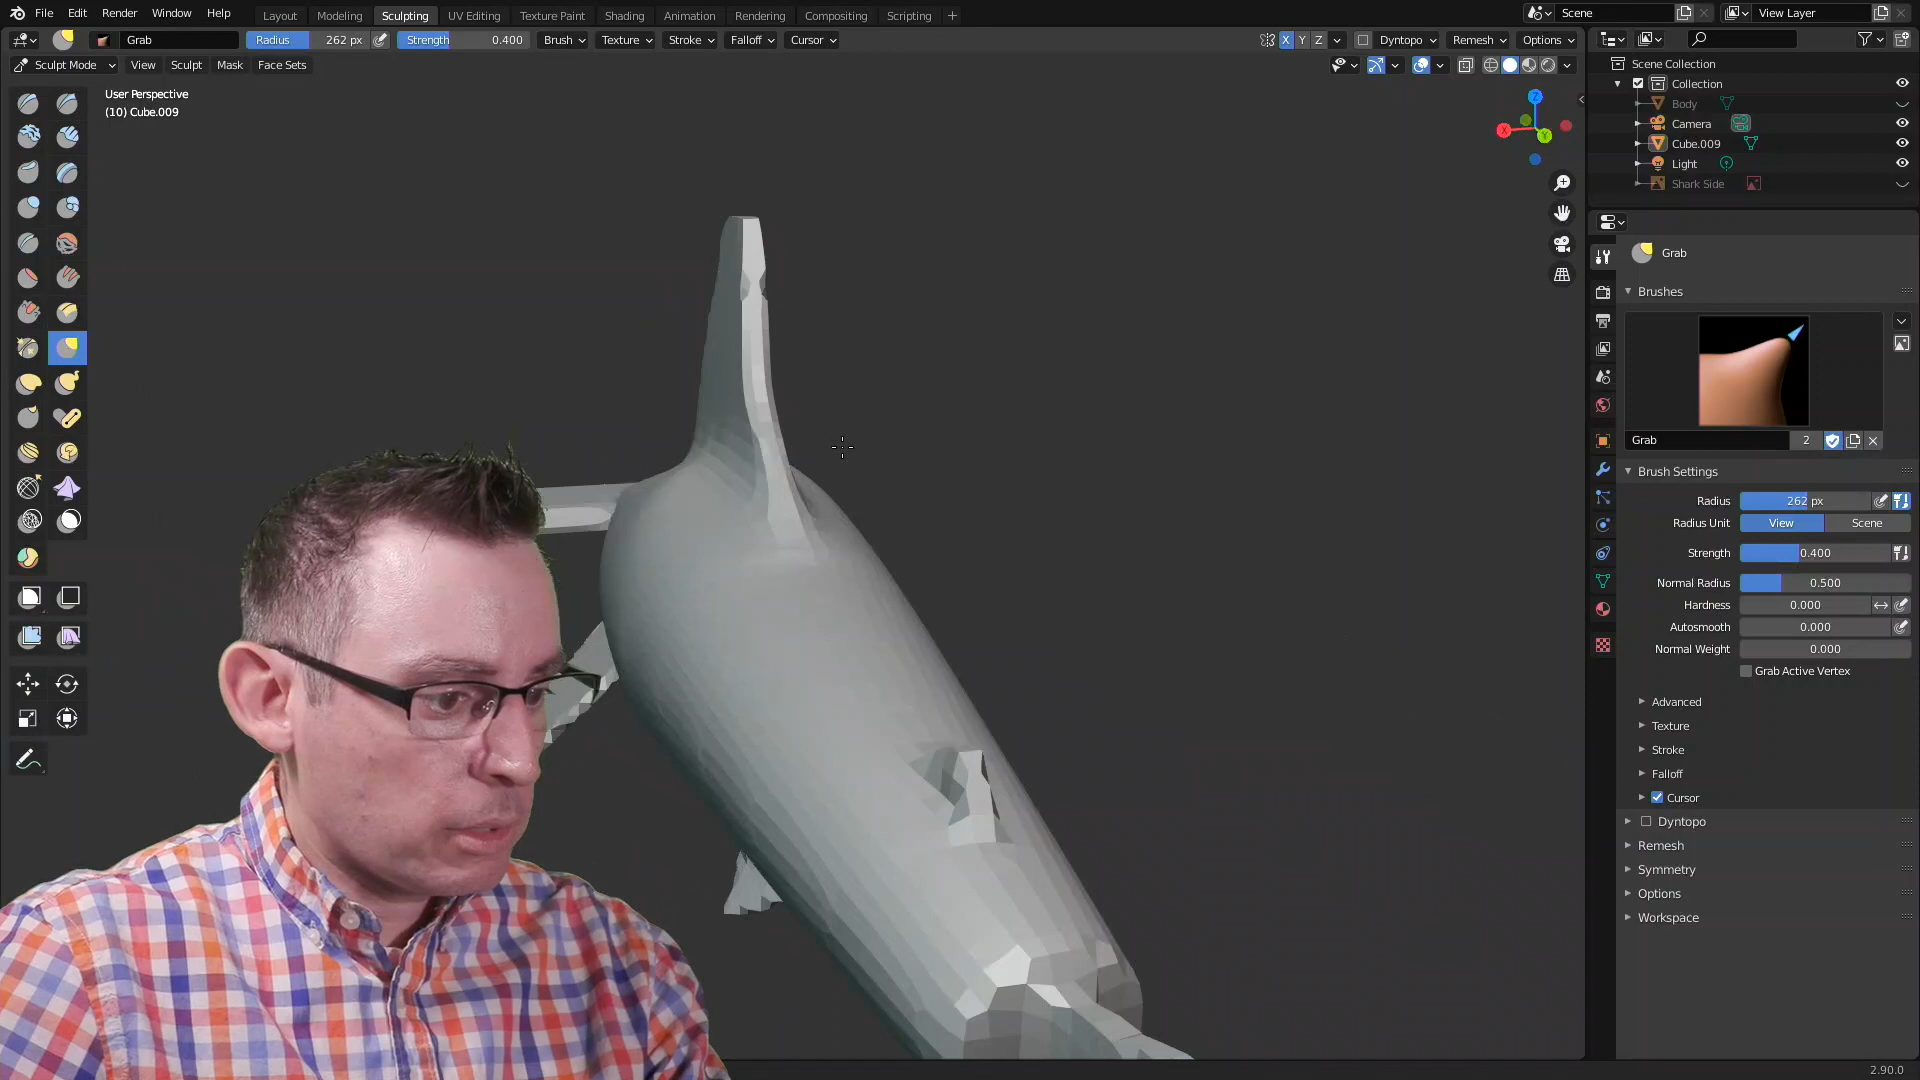 File Edit Render Window Help
Layout Modeling Sculpting UV Editing Texture Paint Shading Animation Rendering Compositing Scripting +
Scene
View Layer
Grab
Radius 262 px
Strength 0.400
Brush Texture Stroke Falloff Cursor
X Y Z
Dyntopo Remesh Options
Sculpt Mode View Sculpt Mask Face Sets
User Perspective
(10) Cube.009
Z
X
Y
Scene Collection
Collection
Body
Camera
Cube.009
Light
Shark Side
Grab
Brushes
Grab 2
Brush Settings
Radius 262 px
Radius Unit View Scene
Strength 0.400
Normal Radius 0.500
Hardness 0.000
Autosmooth 0.000
Normal Weight 0.000
Grab Active Vertex
Advanced
Texture
Stroke
Falloff
Cursor
Dyntopo
Remesh
Symmetry
Options
Workspace
2.90.0